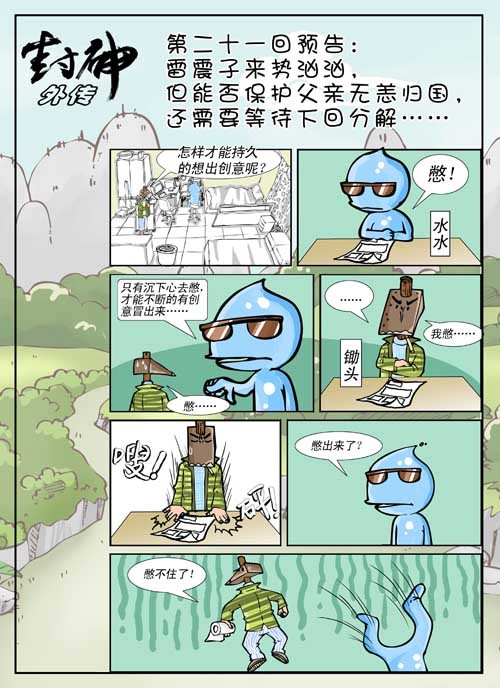 封神
外传
第二十一回预告：
雷震子来势汹汹，
但能否保护父亲无恙归国，
还需要等待下回分解……
怎样才能持久
的想出创意呢？
憋！
水水
只有沉下心去憋，
才能不断的有创
意冒出来……
憋……
……
我憋……
锄头
嗖！
砰！
憋出来了？
憋不住了！